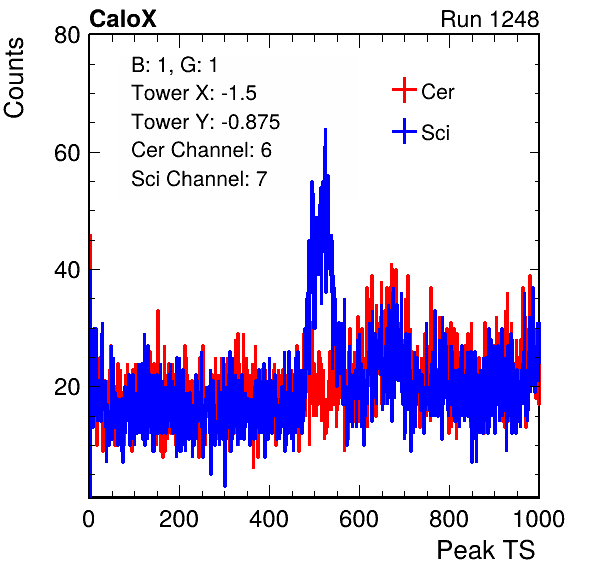 CaloX Run 1248
Counts
80
60
40
20
B: 1, G: 1
Tower X: -1.5
Tower Y: -0.875
Cer Channel: 6
Sci Channel: 7
Cer
Sci
0 200 400 600 800 1000
Peak TS